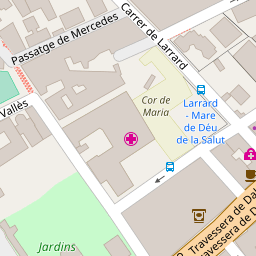 Carrer de Larrard
Passatge de Mercedes
Vallès
Cor de
Maria
Larrard
- Mare
de Déu
de la Salut
Travessera de Da
Travessera de D
Jardins